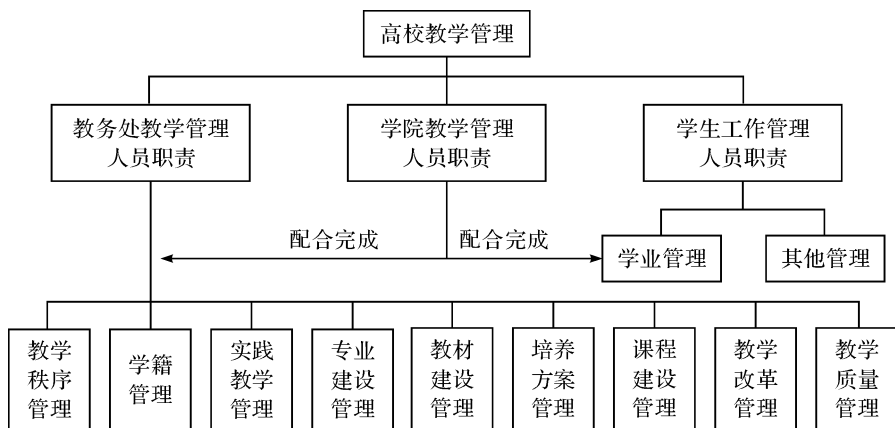 高校教学管理
教务处教学管理
人员职责
学院教学管理
人员职责
学生工作管理
人员职责
配合完成
配合完成
学业管理
其他管理
教学
秩序
管理
学籍
管理
实践
教学
管理
专业
建设
管理
教材
建设
管理
培养
方案
管理
课程
建设
管理
教学
改革
管理
教学
质量
管理